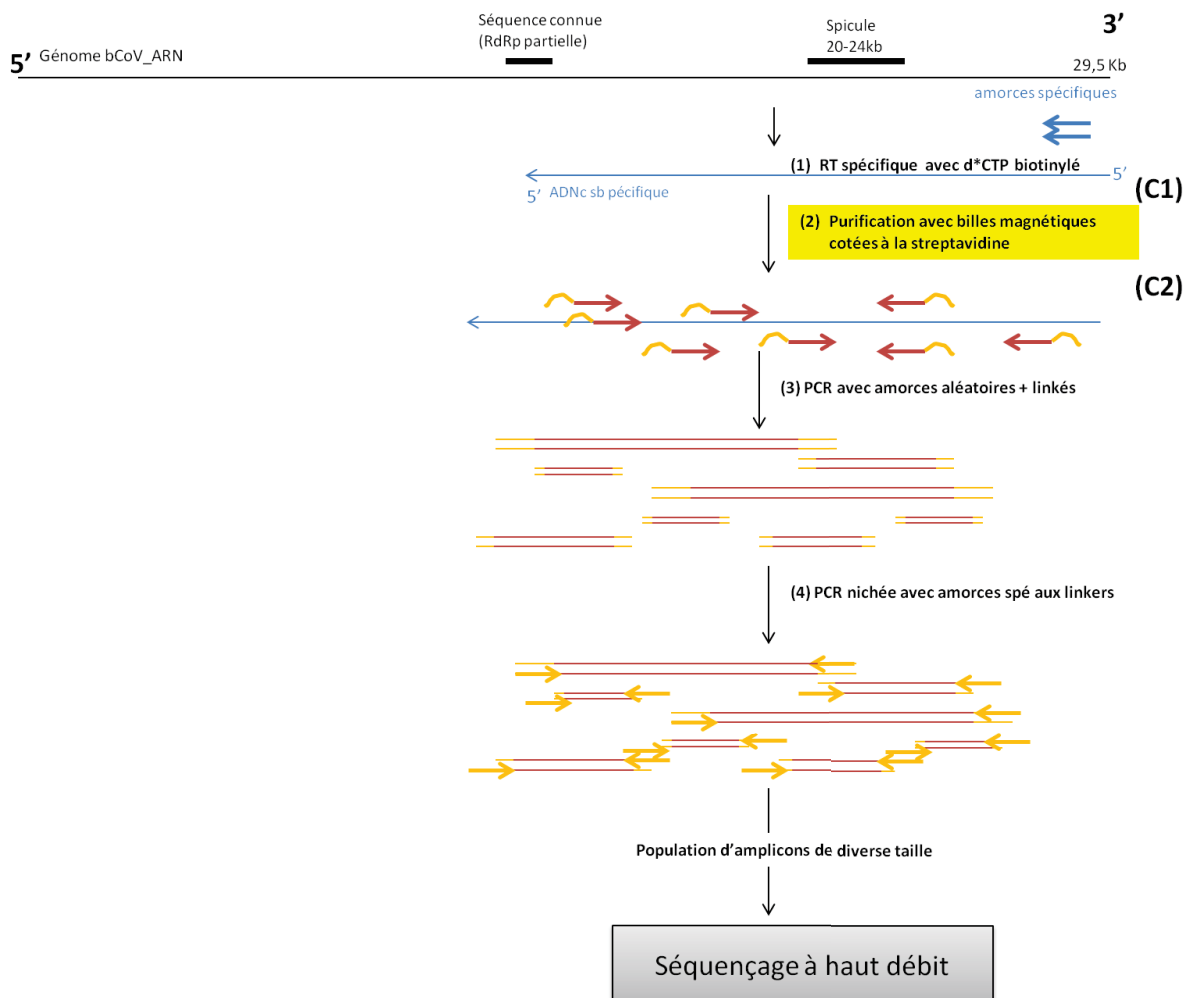 Séquence connue
(RdRp partielle)
Spicule
20-24kb
3’
5’ Génome bCoV_ARN
29,5 Kb
amorces spécifiques
(1) RT spécifique avec d*CTP biotinylé
5’
5’ ADNc sb pécifique
(C1)
(2) Purification avec billes magnétiques
cotées à la streptavidine
(C2)
(3) PCR avec amorces aléatoires + linkés
(4) PCR nichée avec amorces spé aux linkers
Population d’amplicons de diverse taille
Séquençage à haut débit